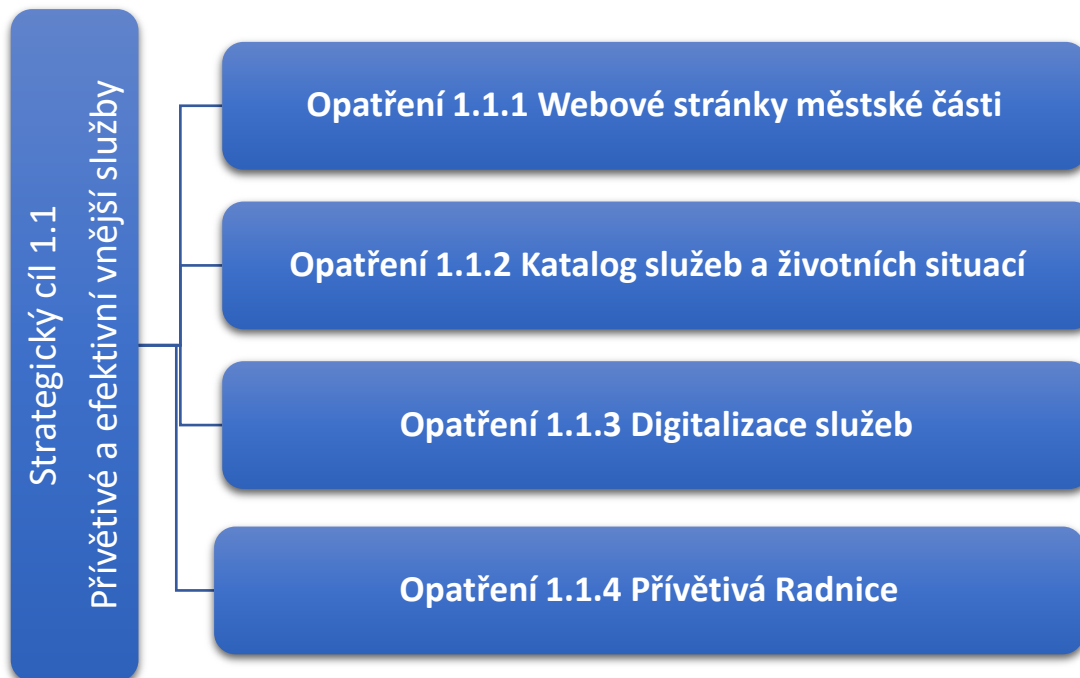 Strategický cíl 1.1
Přívětivé a efektivní vnější služby
Opatření 1.1.1 Webové stránky městské části
Opatření 1.1.2 Katalog služeb a životních situací
Opatření 1.1.3 Digitalizace služeb
Opatření 1.1.4 Přívětivá Radnice